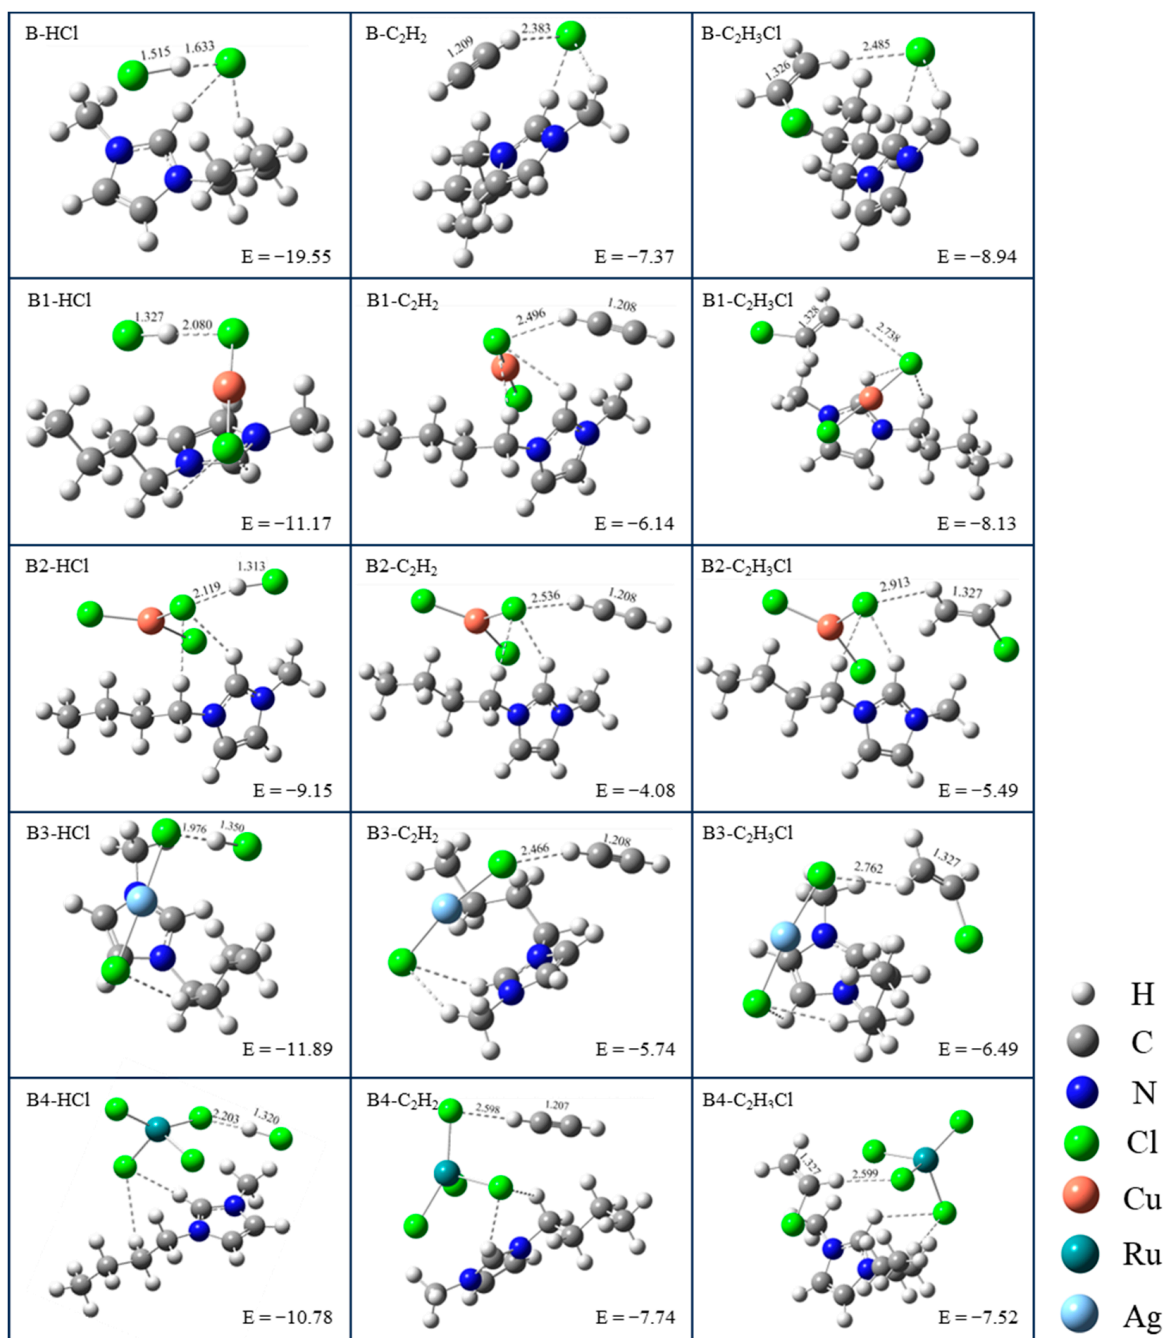 B-HCl
1.515 1.633
E = −19.55
B-C₂H₂
1.209 2.383
E = −7.37
B-C₂H₃Cl
1.326 2.485
E = −8.94
B1-HCl
1.327 2.080
E = −11.17
B1-C₂H₂
2.496 1.208
E = −6.14
B1-C₂H₃Cl
1.328 2.738
E = −8.13
B2-HCl
2.119 1.313
E = −9.15
B2-C₂H₂
2.536 1.208
E = −4.08
B2-C₂H₃Cl
2.913 1.327
E = −5.49
B3-HCl
1.976 1.350
E = −11.89
B3-C₂H₂
2.466 1.208
E = −5.74
B3-C₂H₃Cl
2.762 1.327
E = −6.49
B4-HCl
2.203 1.320
E = −10.78
B4-C₂H₂
2.598 1.207
E = −7.74
B4-C₂H₃Cl
1.327 2.599
E = −7.52
H
C
N
Cl
Cu
Ru
Ag